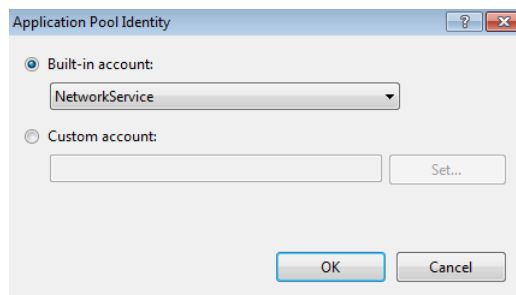 Application Pool Identity
Built-in account:
NetworkService
Custom account:
Set...
OK
Cancel